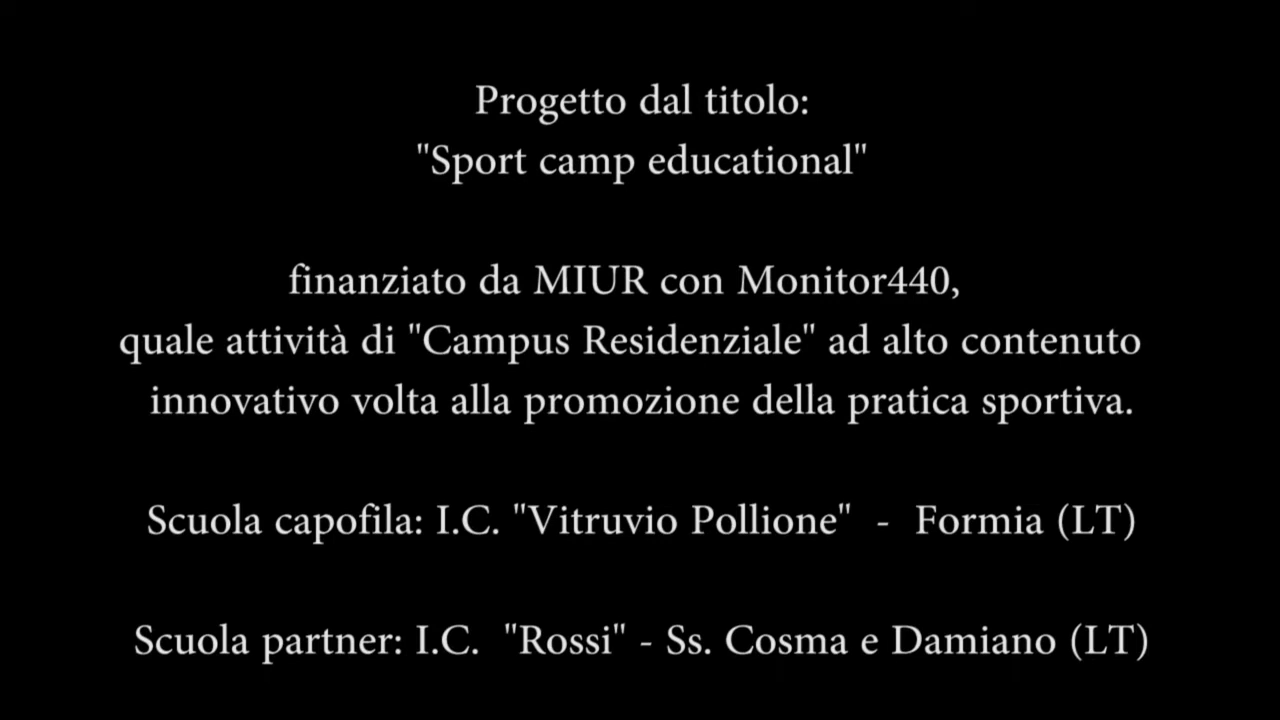 Progetto dal titolo:
"Sport camp educational"
finanziato da MIUR con Monitor440,
quale attività di "Campus Residenziale" ad alto contenuto
innovativo volta alla promozione della pratica sportiva.
Scuola capofila: I.C. "Vitruvio Pollione" - Formia (LT)
Scuola partner: I.C. "Rossi" - Ss. Cosma e Damiano (LT)